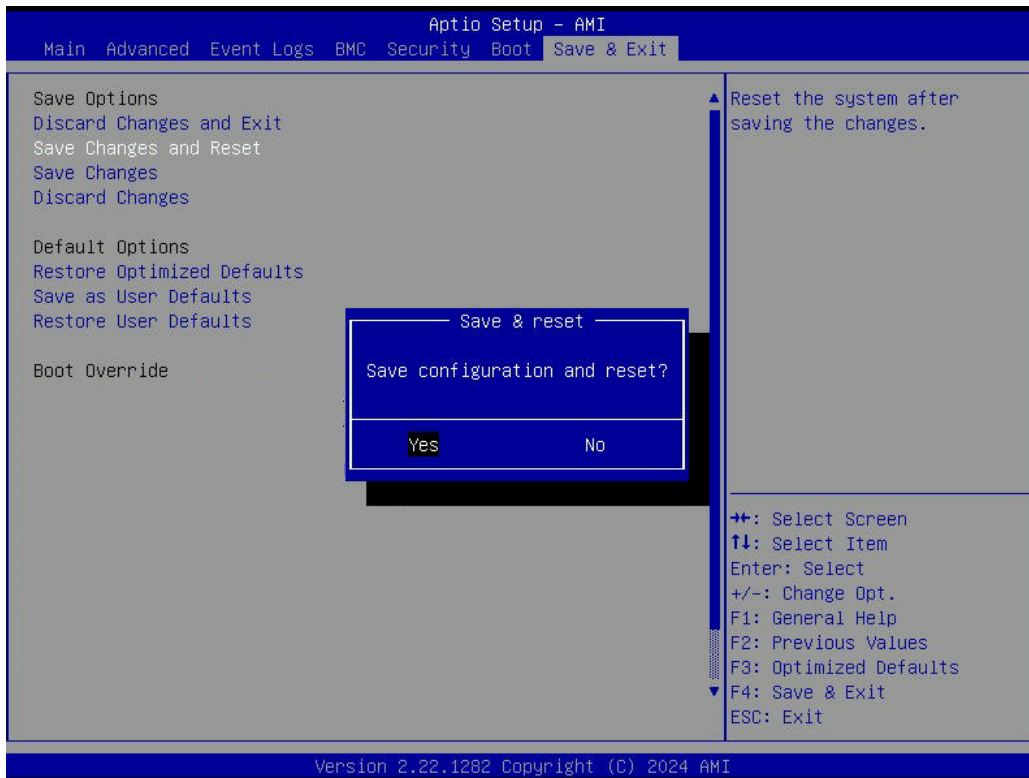 Aptio Setup – AMI
Main Advanced Event Logs BMC Security Boot Save & Exit
Save Options
Discard Changes and Exit
Save Changes and Reset
Save Changes
Discard Changes
Default Options
Restore Optimized Defaults
Save as User Defaults
Restore User Defaults
Boot Override
Save & reset
Save configuration and reset?
Yes No
Reset the system after
saving the changes.
→←: Select Screen
↑↓: Select Item
Enter: Select
+/-: Change Opt.
F1: General Help
F2: Previous Values
F3: Optimized Defaults
F4: Save & Exit
ESC: Exit
Version 2.22.1282 Copyright (C) 2024 AMI